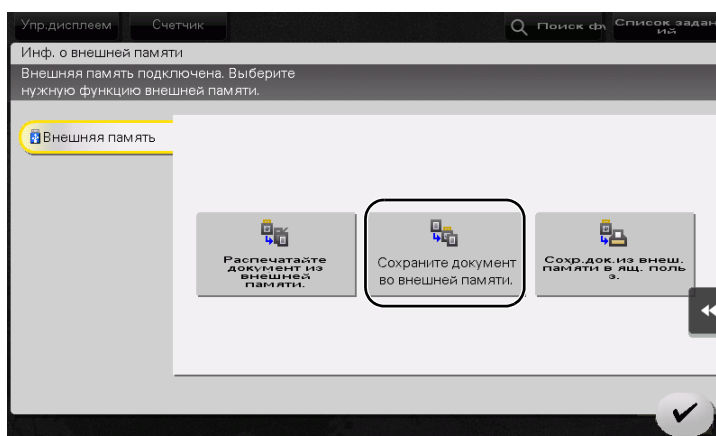 Упр.дисплеем
Счетчик
Поиск
Список задан
ий
Инф. о внешней памяти
Внешняя память подключена. Выберите
нужную функцию внешней памяти.
Внешняя память
Распечатайте
документ из
внешней
памяти.
Сохраните документ
во внешней памяти.
Сохр.док.из внеш.
памяти в ящ. поль
з.